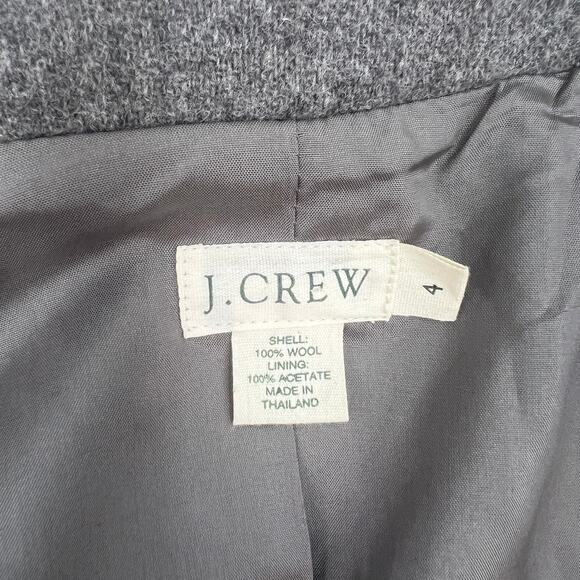 J.CREW
4
SHELL:
100% WOOL
LINING:
100% ACETATE
MADE IN
THAILAND